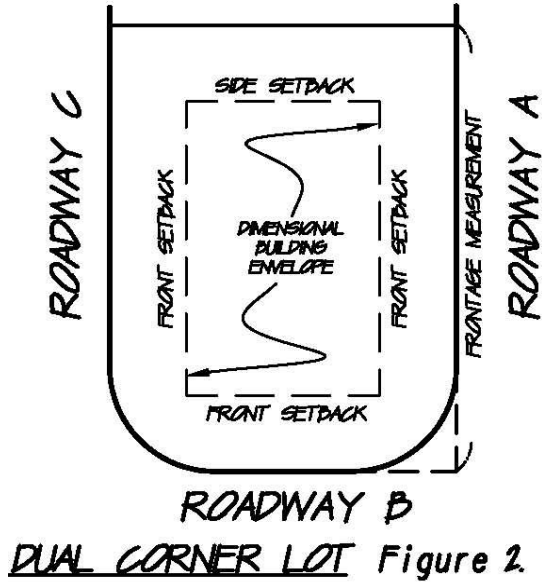 SIDE SETBACK
ROADWAY C
FRONT SETBACK
DIMENSIONAL
BUILDING
ENVELOPE
FRONT SETBACK
FRONTAGE MEASUREMENT
ROADWAY A
FRONT SETBACK
ROADWAY B
DUAL CORNER LOT Figure 2.